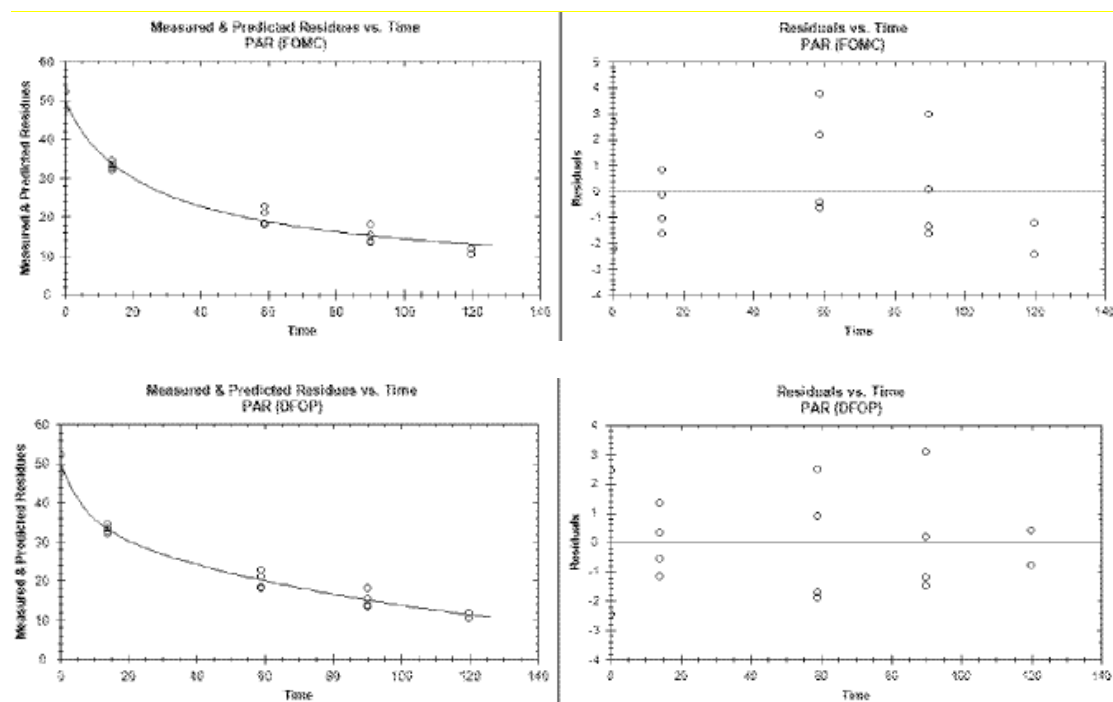 Measured & Predicted Residues vs. Time
PAR (FOMC)
Measured & Predicted Residues
60
50
40
30
20
10
0
0 20 40 60 80 100 120 140
Time
Residuals vs. Time
PAR (FOMC)
Residuals
5
4
3
2
1
0
-1
-2
-3
-4
0 20 40 60 80 100 120 140
Time
Measured & Predicted Residues vs. Time
PAR (DFOP)
Measured & Predicted Residues
60
50
40
30
20
10
0
0 20 40 60 80 100 120 140
Time
Residuals vs. Time
PAR (DFOP)
Residuals
4
3
2
1
0
-1
-2
-3
-4
0 20 40 60 80 100 120 140
Time